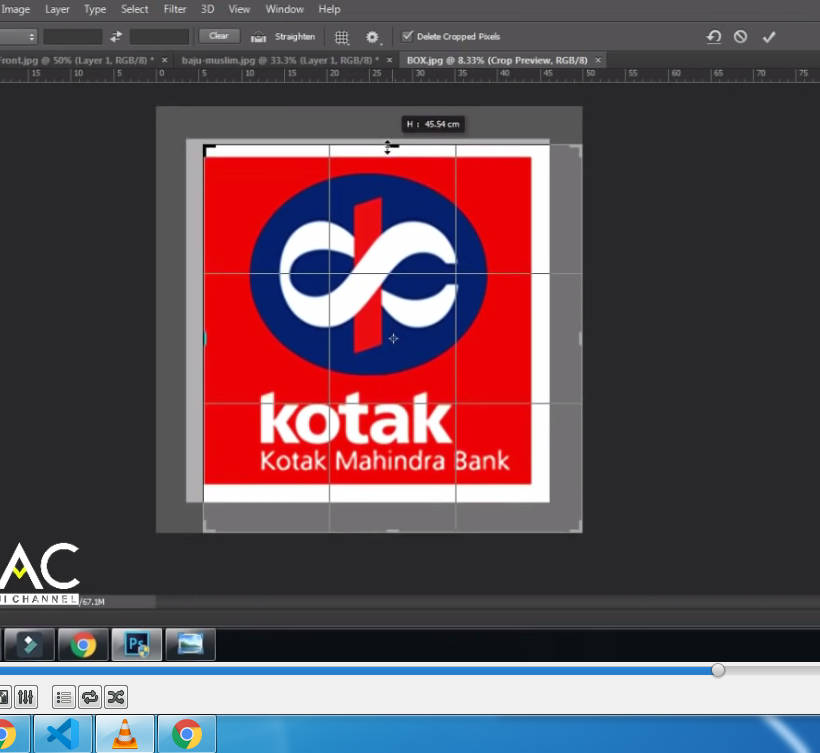 Image Layer Type Select Filter 3D View Window Help
Clear Straighten Delete Cropped Pixels
Front.jpg @ 50% (Layer 1, RGB/8) * × baju-muslim.jpg @ 33.3% (Layer 1, RGB/8) * × BOX.jpg @ 8.33% (Crop Preview, RGB/8) ×
15 10 5 0 5 10 15 20 25 30 35 40 45 50 55 60 65 70 75
H : 45.54 cm
kotak
Kotak Mahindra Bank
AC
CHANNEL
/67.1M
Ps